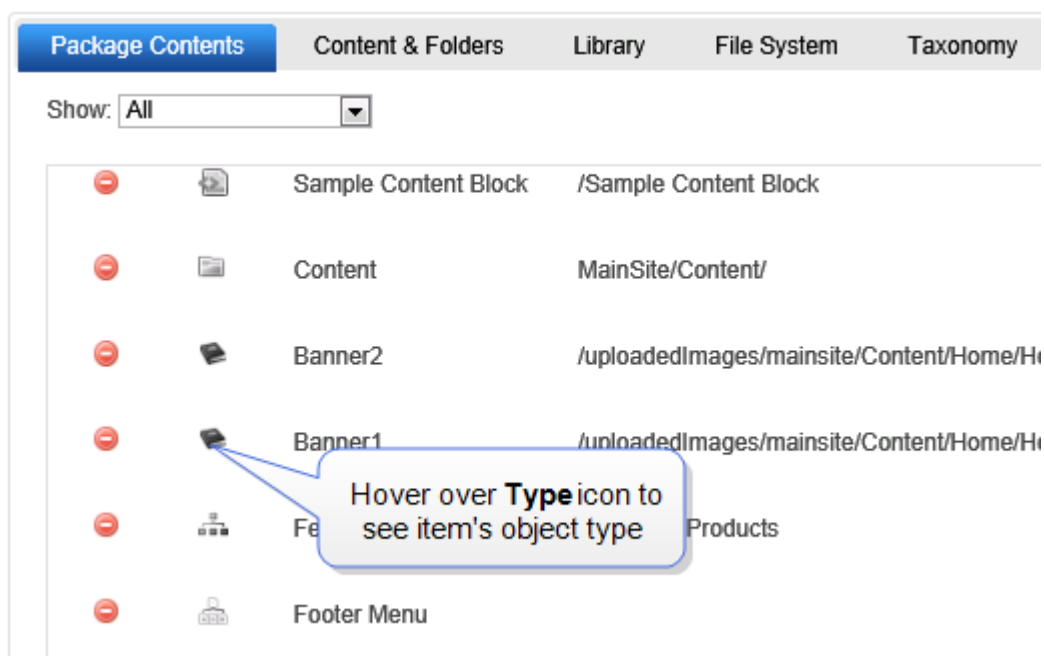 Package Contents Content & Folders Library File System Taxonomy
Show: All
Sample Content Block /Sample Content Block
Content MainSite/Content/
Banner2 /uploadedImages/mainsite/Content/Home/
Banner1 /uploadedImages/mainsite/Content/Home/
Hover over Type icon to
see item's object type
Products
Footer Menu